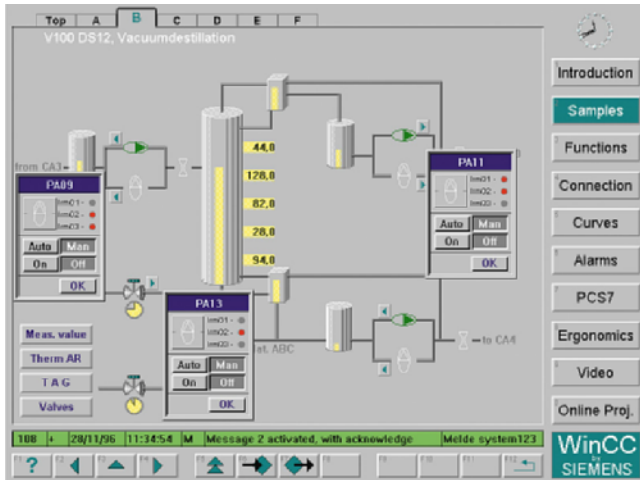 Top A B C D E F
V100 DS12, Vacuumdestillation
Introduction
Samples
Functions
Connection
Curves
Alarms
PCS7
Ergonomics
Video
Online Proj.
from CA3
44,0
128,0
82,0
28,0
94,0
PA09
Auto Man
On Off
OK
PA11
Auto Man
On Off
OK
PA13
Auto Man
On Off
OK
ABC
to CA4
Meas. value
Therm AR
T A G
Valves
108 + 28/11/96 11:34:54 M Message 2 activated, with acknowledge Melde system123
?
WinCC
by
SIEMENS